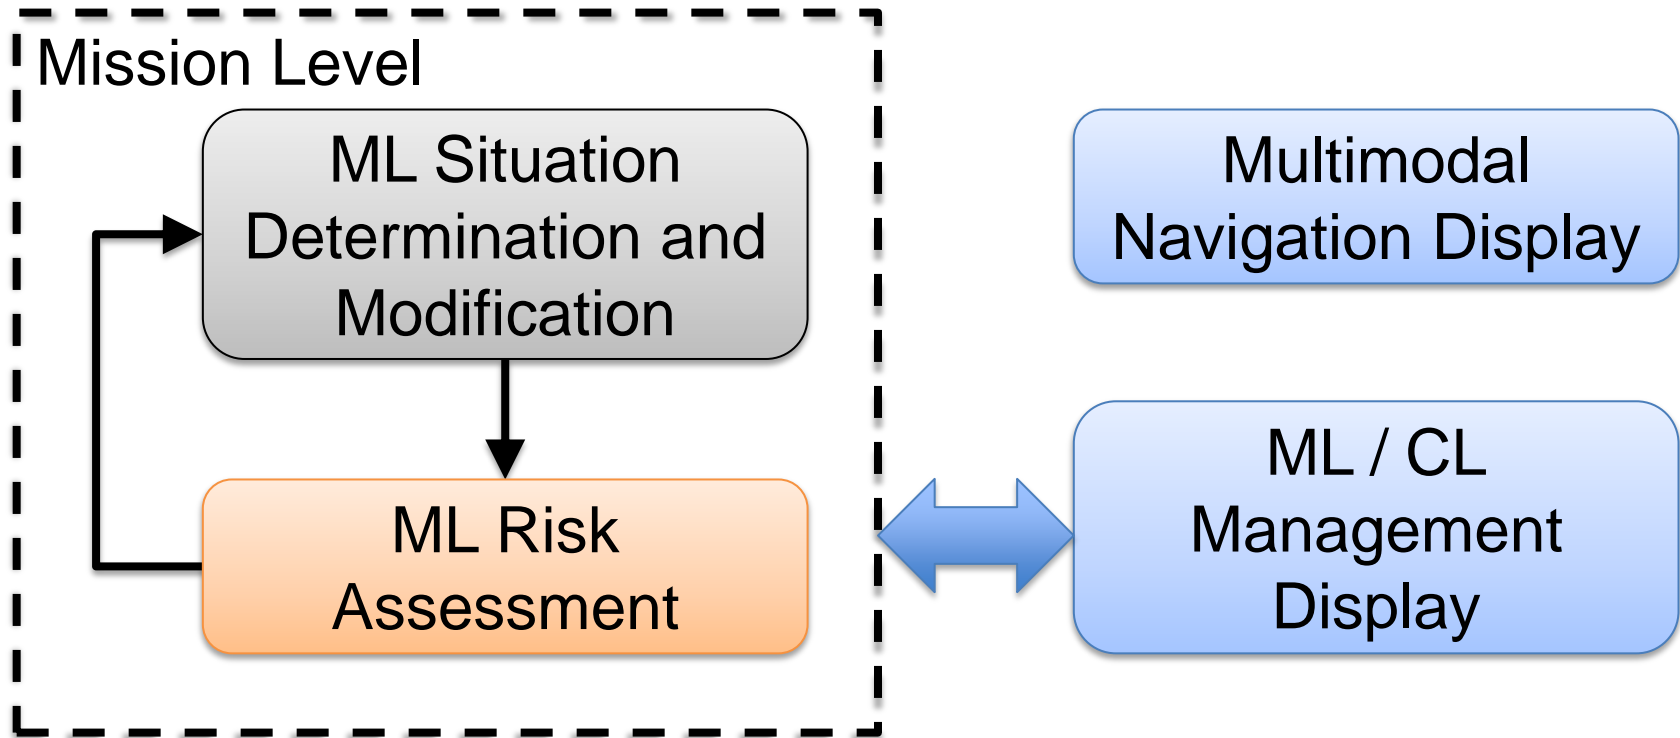 Mission Level
ML Situation
Determination and
Modification
ML Risk
Assessment
Multimodal
Navigation Display
ML / CL
Management
Display